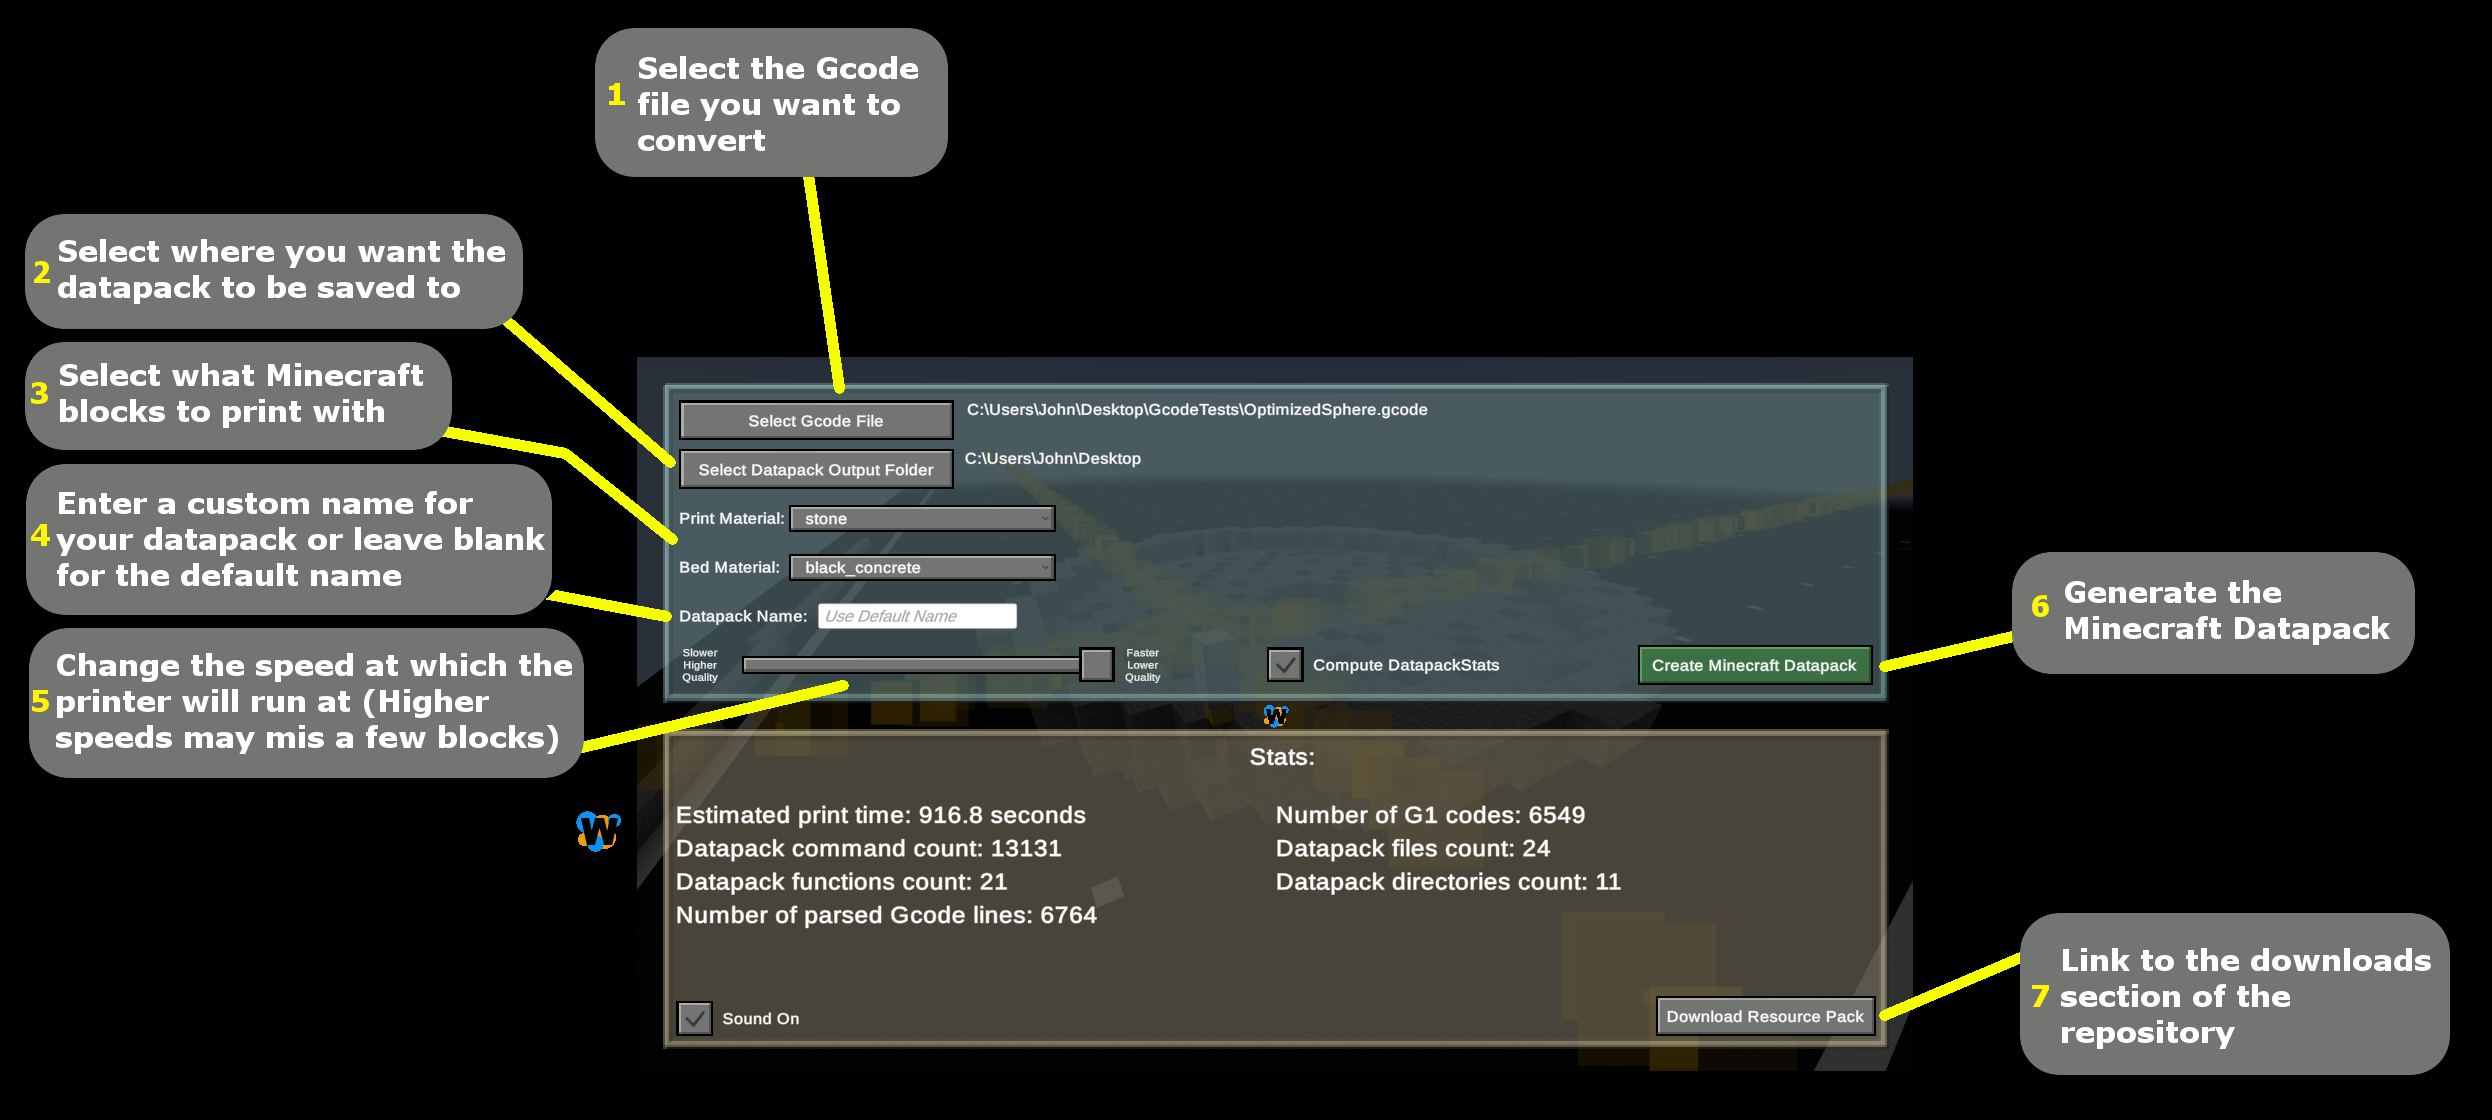 1
Select the Gcode
file you want to
convert
2
Select where you want the
datapack to be saved to
3
Select what Minecraft
blocks to print with
4
Enter a custom name for
your datapack or leave blank
for the default name
5
Change the speed at which the
printer will run at (Higher
speeds may mis a few blocks)
Select Gcode File
C:\Users\John\Desktop\GcodeTests\OptimizedSphere.gcode
Select Datapack Output Folder
C:\Users\John\Desktop
Print Material:
stone
Bed Material:
black_concrete
Datapack Name:
Use Default Name
Slower
Higher
Quality
Faster
Lower
Quality
Compute DatapackStats
Create Minecraft Datapack
6
Generate the
Minecraft Datapack
W
Stats:
Estimated print time: 916.8 seconds
Datapack command count: 13131
Datapack functions count: 21
Number of parsed Gcode lines: 6764
Number of G1 codes: 6549
Datapack files count: 24
Datapack directories count: 11
W
Sound On
Download Resource Pack
7
Link to the downloads
section of the
repository